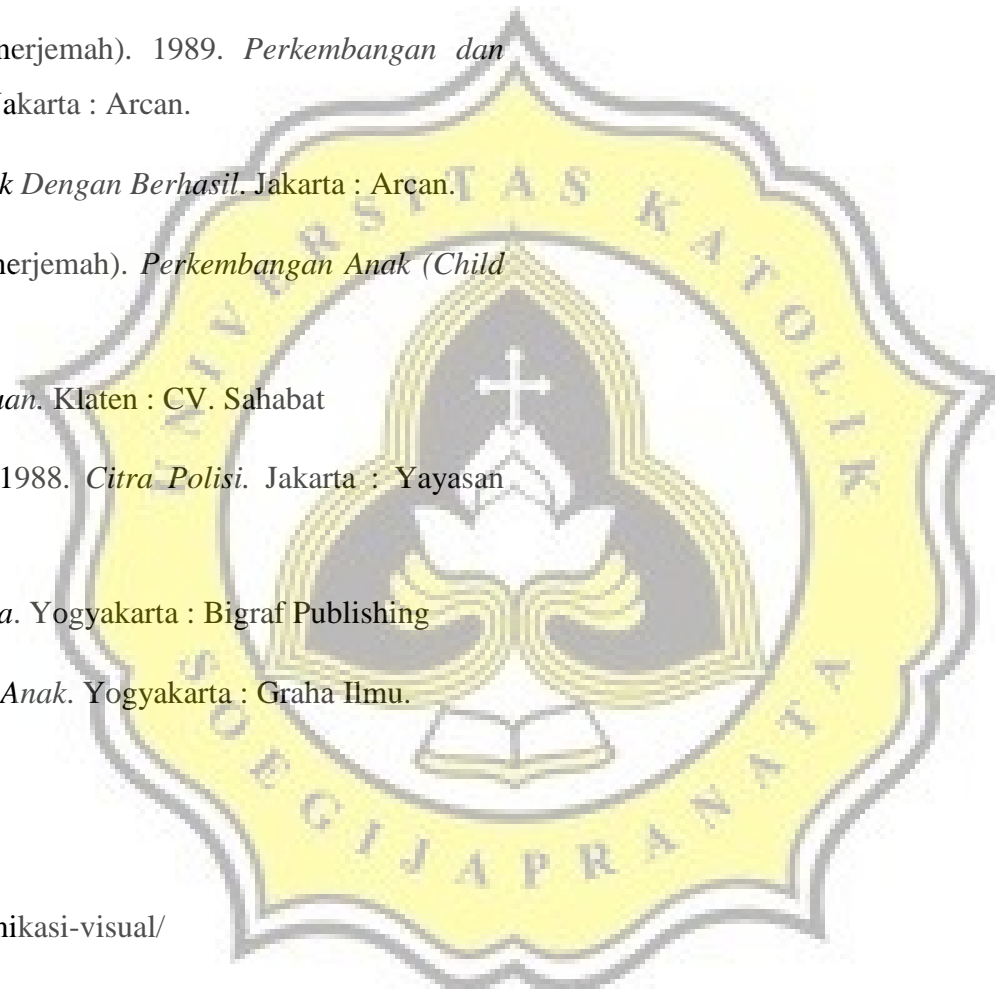 nerjemah). 1989. Perkembangan dan
Jakarta : Arcan.
k Dengan Berhasil. Jakarta : Arcan.
nerjemah). Perkembangan Anak (Child
uan. Klaten : CV. Sahabat
1988. Citra Polisi. Jakarta : Yayasan
a. Yogyakarta : Bigraf Publishing
Anak. Yogyakarta : Graha Ilmu.
nikasi-visual/
UNIVERSITAS KATOLIK
SOEGIJAPRANATA